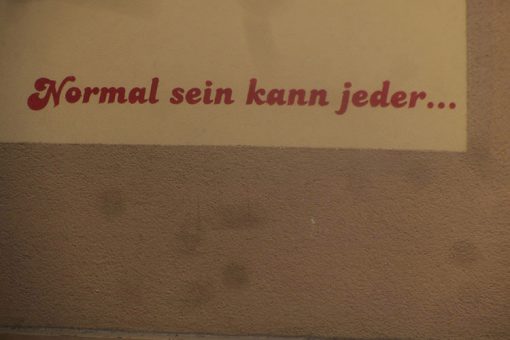 Normal sein kann jeder...